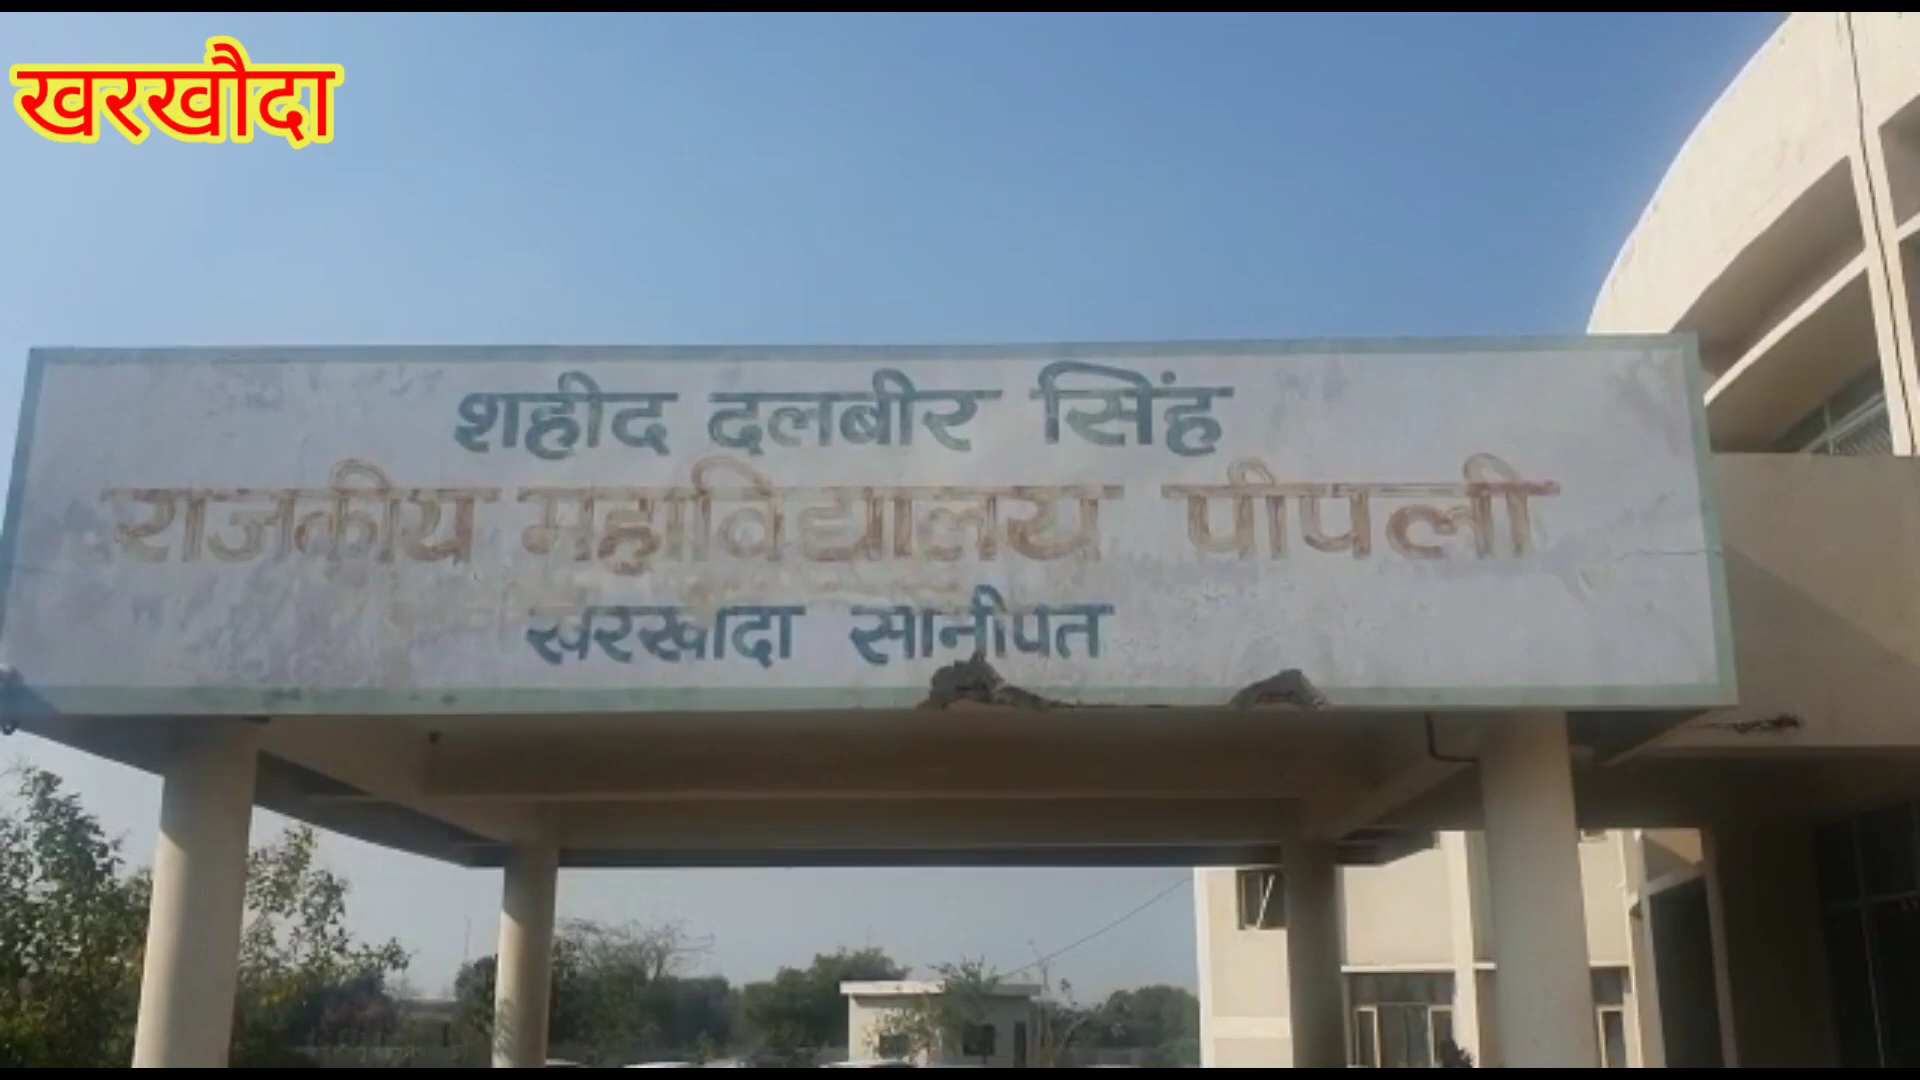 खरखौदा
शहीद दलबीर सिंह
राजकीय महाविद्यालय पीपली
खरखादा सानीपत